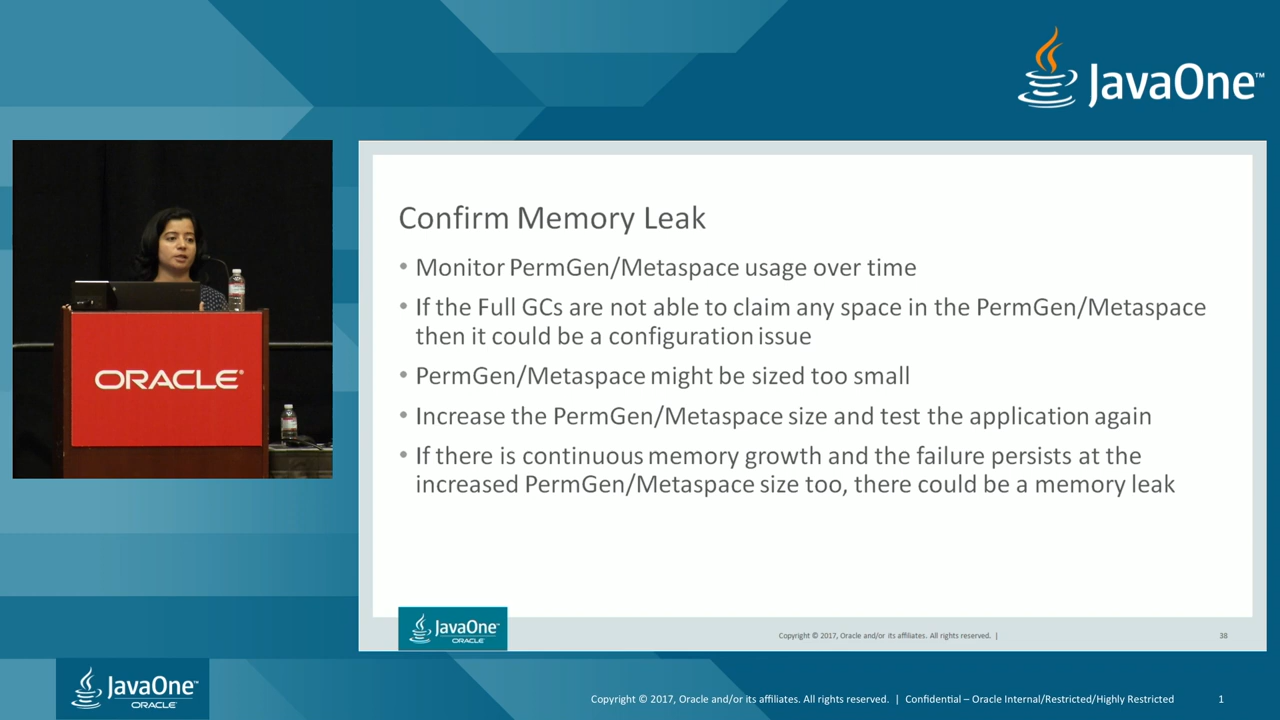 JavaOne™
ORACLE®
Confirm Memory Leak
• Monitor PermGen/Metaspace usage over time
• If the Full GCs are not able to claim any space in the PermGen/Metaspace
then it could be a configuration issue
• PermGen/Metaspace might be sized too small
• Increase the PermGen/Metaspace size and test the application again
• If there is continuous memory growth and the failure persists at the
increased PermGen/Metaspace size too, there could be a memory leak
JavaOne™
ORACLE
Copyright © 2017, Oracle and/or its affiliates. All rights reserved. |
38
JavaOne™
ORACLE
Copyright © 2017, Oracle and/or its affiliates. All rights reserved. | Confidential – Oracle Internal/Restricted/Highly Restricted
1